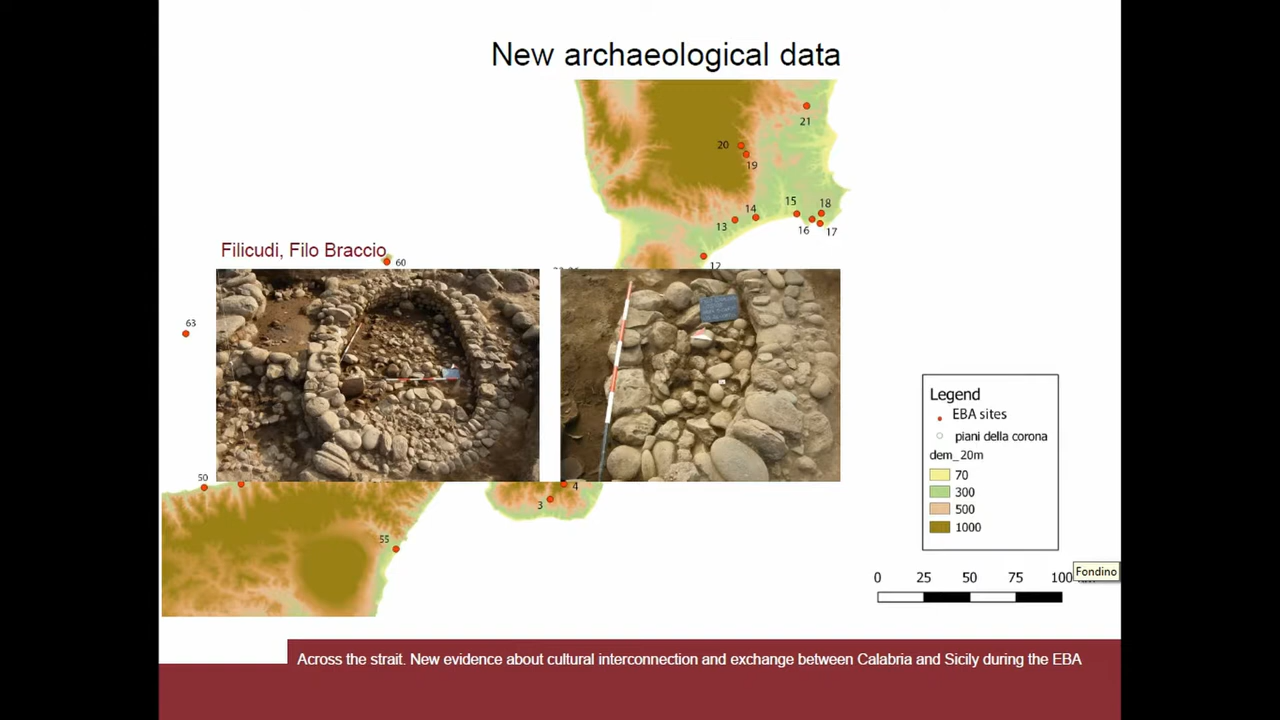 New archaeological data
21
20
19
15
18
14
13
16
17
12
Filicudi, Filo Braccio
60
63
50
4
3
55
Legend
EBA sites
piani della corona
dem_20m
70
300
500
1000
0 25 50 75 100
Fondino
Across the strait. New evidence about cultural interconnection and exchange between Calabria and Sicily during the EBA